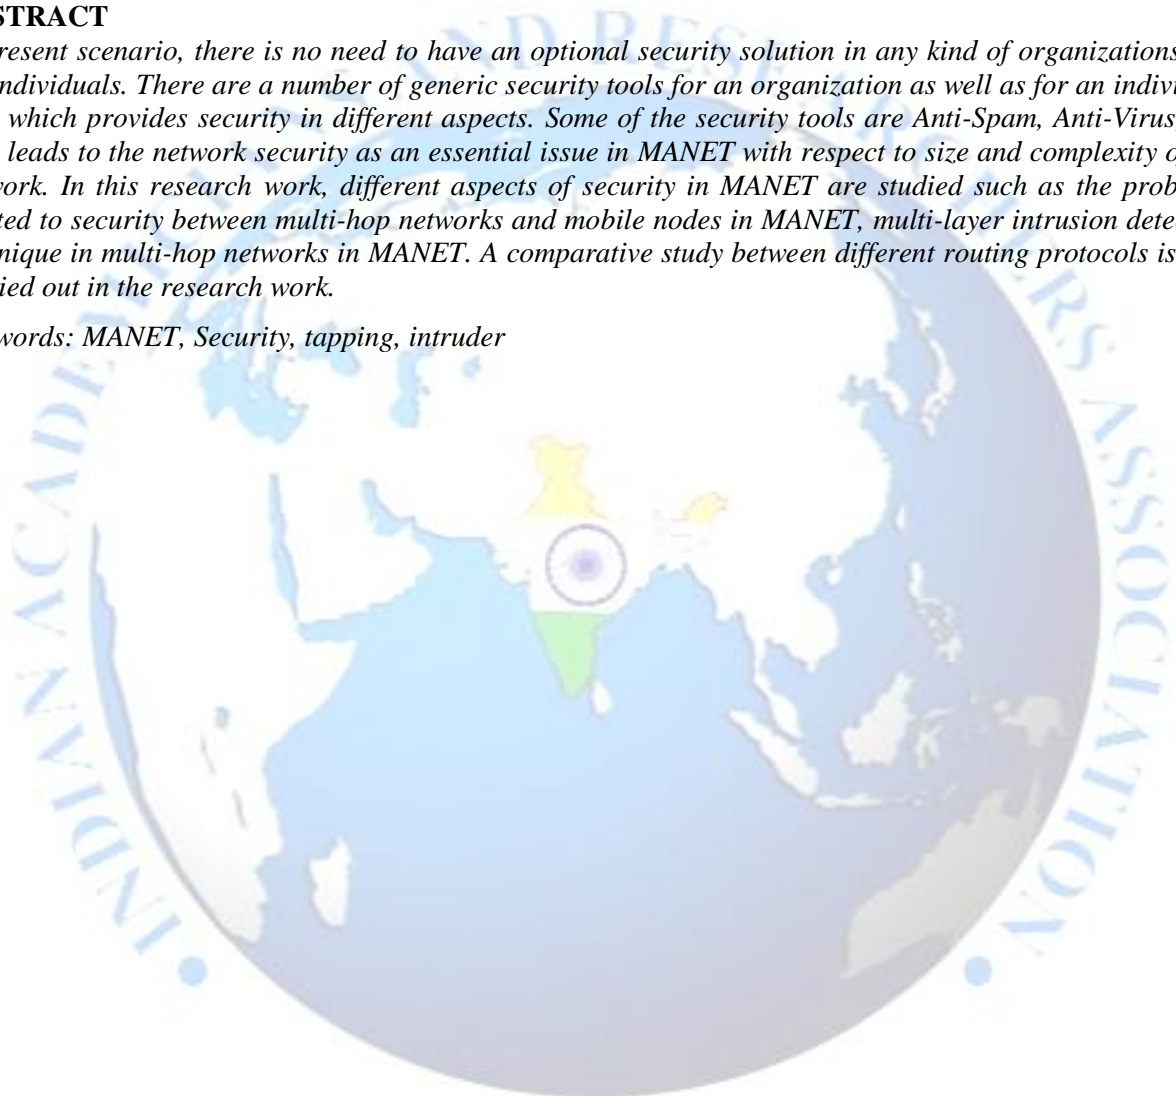 STRACT
resent scenario, there is no need to have an optional security solution in any kind of organizations
ndividuals. There are a number of generic security tools for an organization as well as for an indivi
which provides security in different aspects. Some of the security tools are Anti-Spam, Anti-Virus
leads to the network security as an essential issue in MANET with respect to size and complexity o
work. In this research work, different aspects of security in MANET are studied such as the prob
ted to security between multi-hop networks and mobile nodes in MANET, multi-layer intrusion dete
nique in multi-hop networks in MANET. A comparative study between different routing protocols is
ied out in the research work.
words: MANET, Security, tapping, intruder
INDIAN ACADEMICIANS AND RESEARCHERS ASSOCIATION